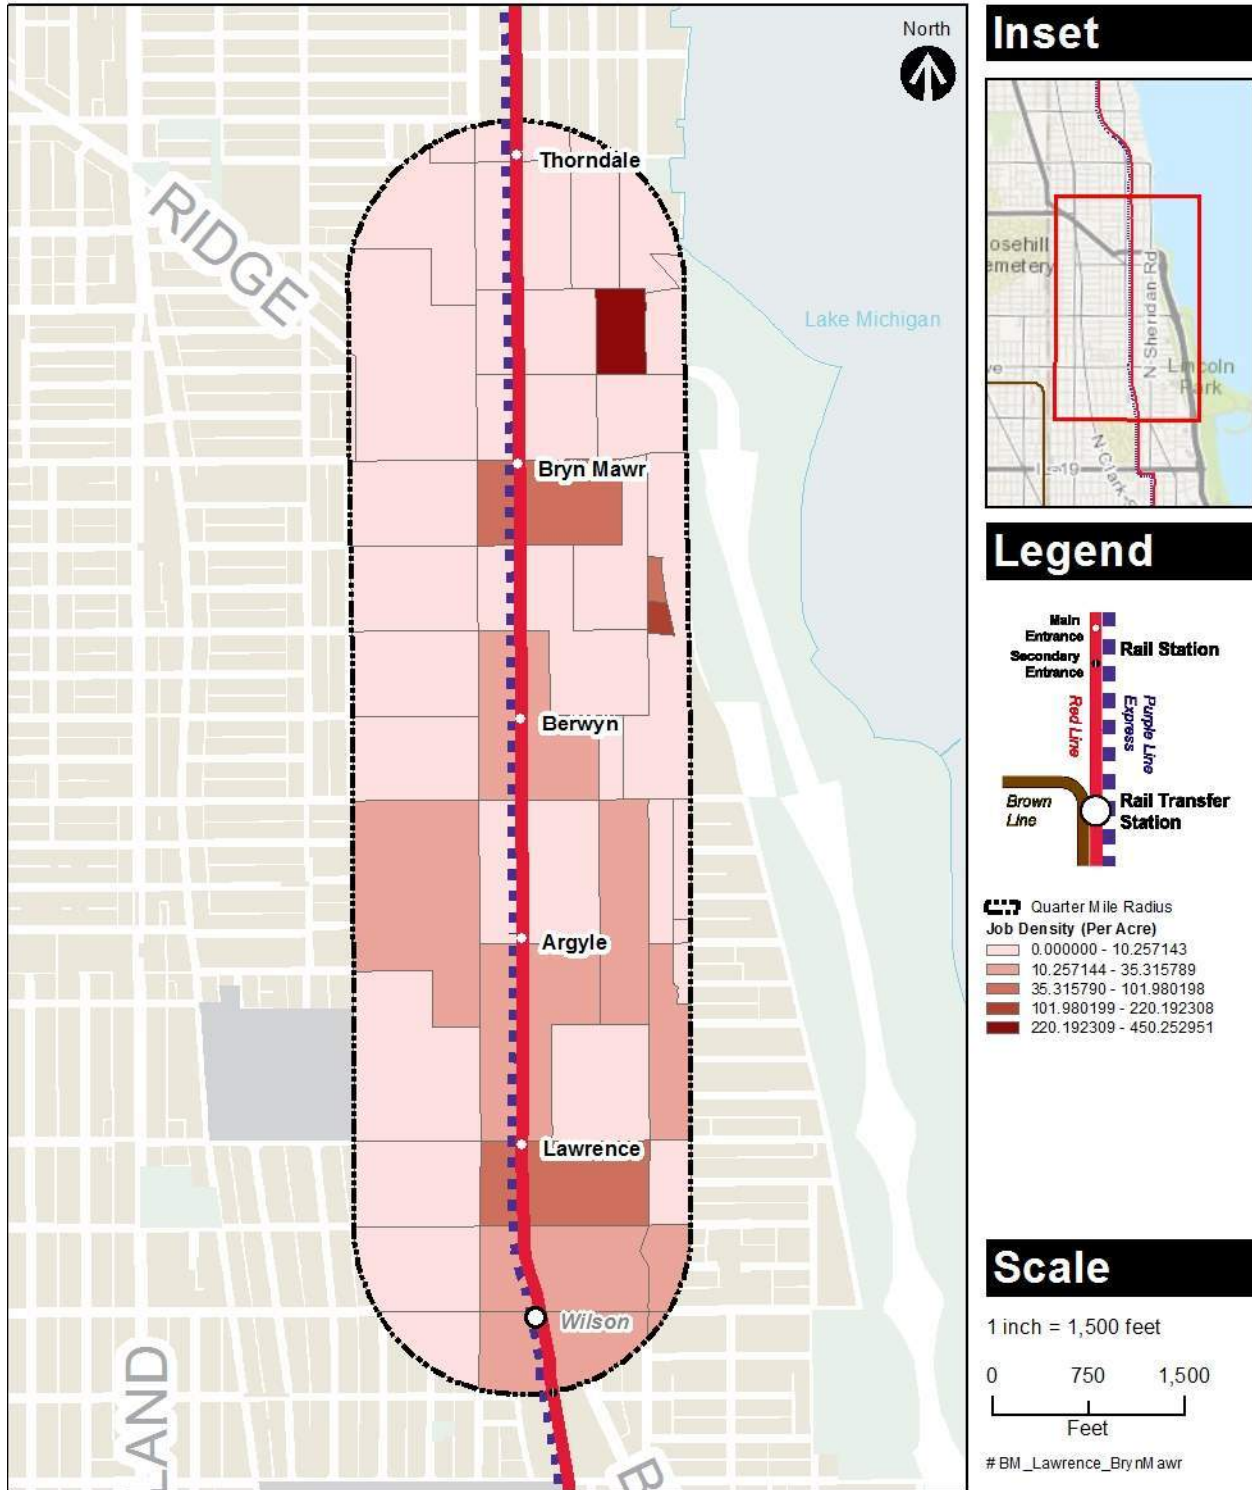 North
Inset
Thorndale
RIDGE
Lake Michigan
osehill
emetery
N Sheridan Rd
ve
Lincoln
Park
N Clark
Bryn Mawr
Legend
Main
Entrance
Secondary
Entrance
Rail Station
Red Line
Purple Line
Express
Brown
Line
Rail Transfer
Station
Berwyn
Quarter Mile Radius
Job Density (Per Acre)
0.000000 - 10.257143
10.257144 - 35.315789
35.315790 - 101.980198
101.980199 - 220.192308
220.192309 - 450.252951
Argyle
Lawrence
Wilson
LAND
B
Scale
1 inch = 1,500 feet
0 750 1,500
Feet
# BM_Lawrence_BrynMawr